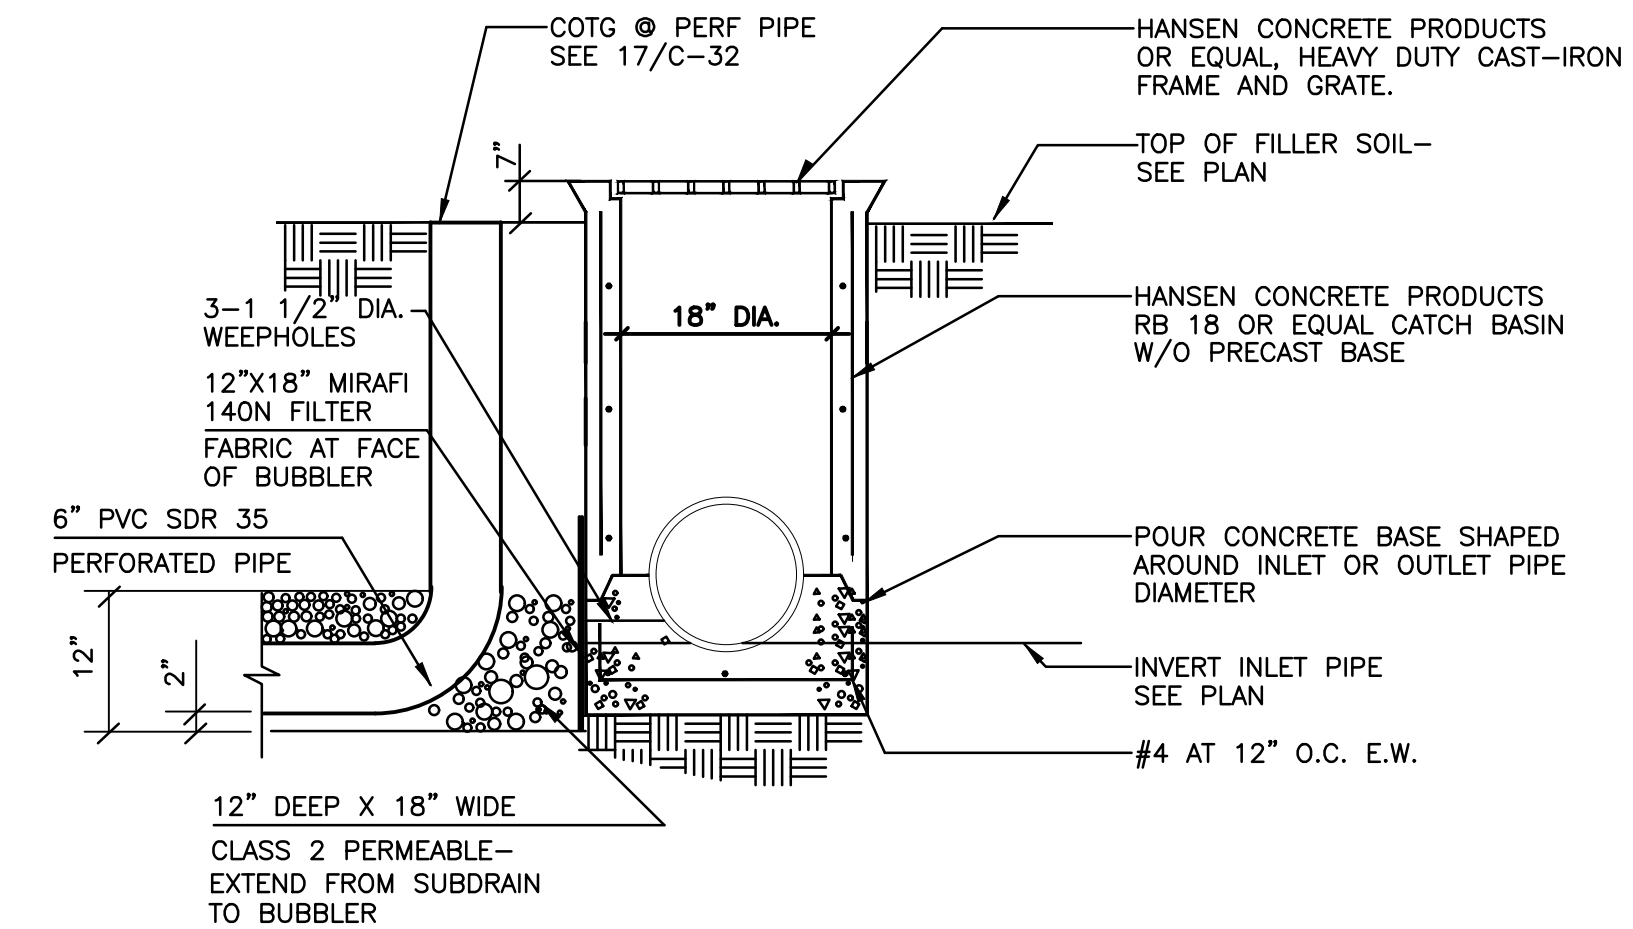 COTG @ PERF PIPE
SEE 17/C-32
HANSEN CONCRETE PRODUCTS
OR EQUAL, HEAVY DUTY CAST-IRON
FRAME AND GRATE.
7"
TOP OF FILLER SOIL-
SEE PLAN
3-1 1/2" DIA.
WEEPHOLES
18" DIA.
HANSEN CONCRETE PRODUCTS
RB 18 OR EQUAL CATCH BASIN
W/O PRECAST BASE
12"X18" MIRAFI
140N FILTER
FABRIC AT FACE
OF BUBBLER
6" PVC SDR 35
PERFORATED PIPE
POUR CONCRETE BASE SHAPED
AROUND INLET OR OUTLET PIPE
DIAMETER
12"
2"
INVERT INLET PIPE
SEE PLAN
#4 AT 12" O.C. E.W.
12" DEEP X 18" WIDE
CLASS 2 PERMEABLE-
EXTEND FROM SUBDRAIN
TO BUBBLER